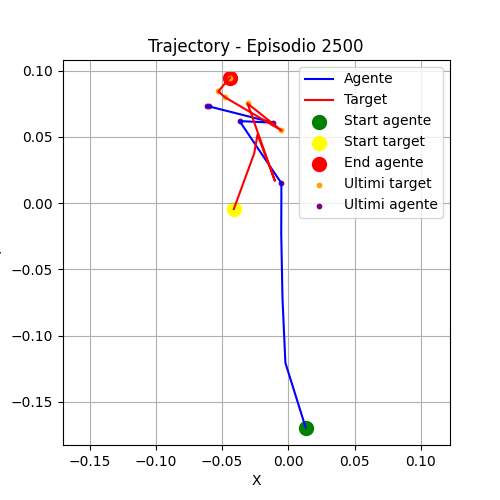 Trajectory - Episodio 2500
Agente
Target
Start agente
Start target
End agente
Ultimi target
Ultimi agente
0.10
0.05
0.00
−0.05
−0.10
−0.15
−0.15
−0.10
−0.05
0.00
0.05
0.10
X